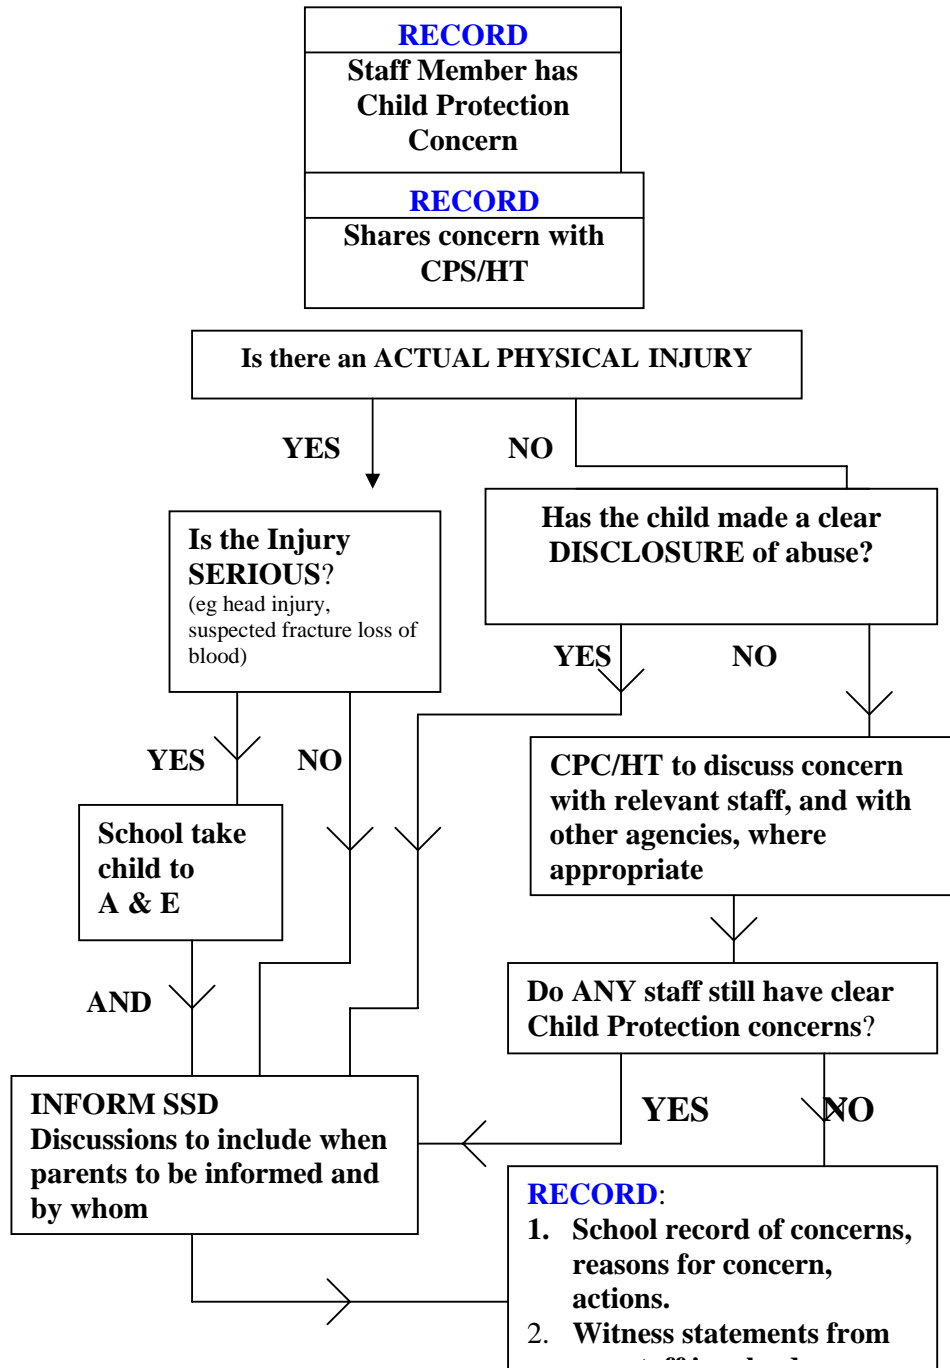 RECORD
Staff Member has
Child Protection
Concern
RECORD
Shares concern with
CPS/HT
Is there an ACTUAL PHYSICAL INJURY
YES
NO
Is the Injury
SERIOUS?
(eg head injury,
suspected fracture loss of
blood)
Has the child made a clear
DISCLOSURE of abuse?
YES
NO
YES
NO
School take
child to
A & E
CPC/HT to discuss concern
with relevant staff, and with
other agencies, where
appropriate
AND
Do ANY staff still have clear
Child Protection concerns?
YES
NO
INFORM SSD
Discussions to include when
parents to be informed and
by whom
RECORD:
1. School record of concerns,
reasons for concern,
actions.
2. Witness statements from